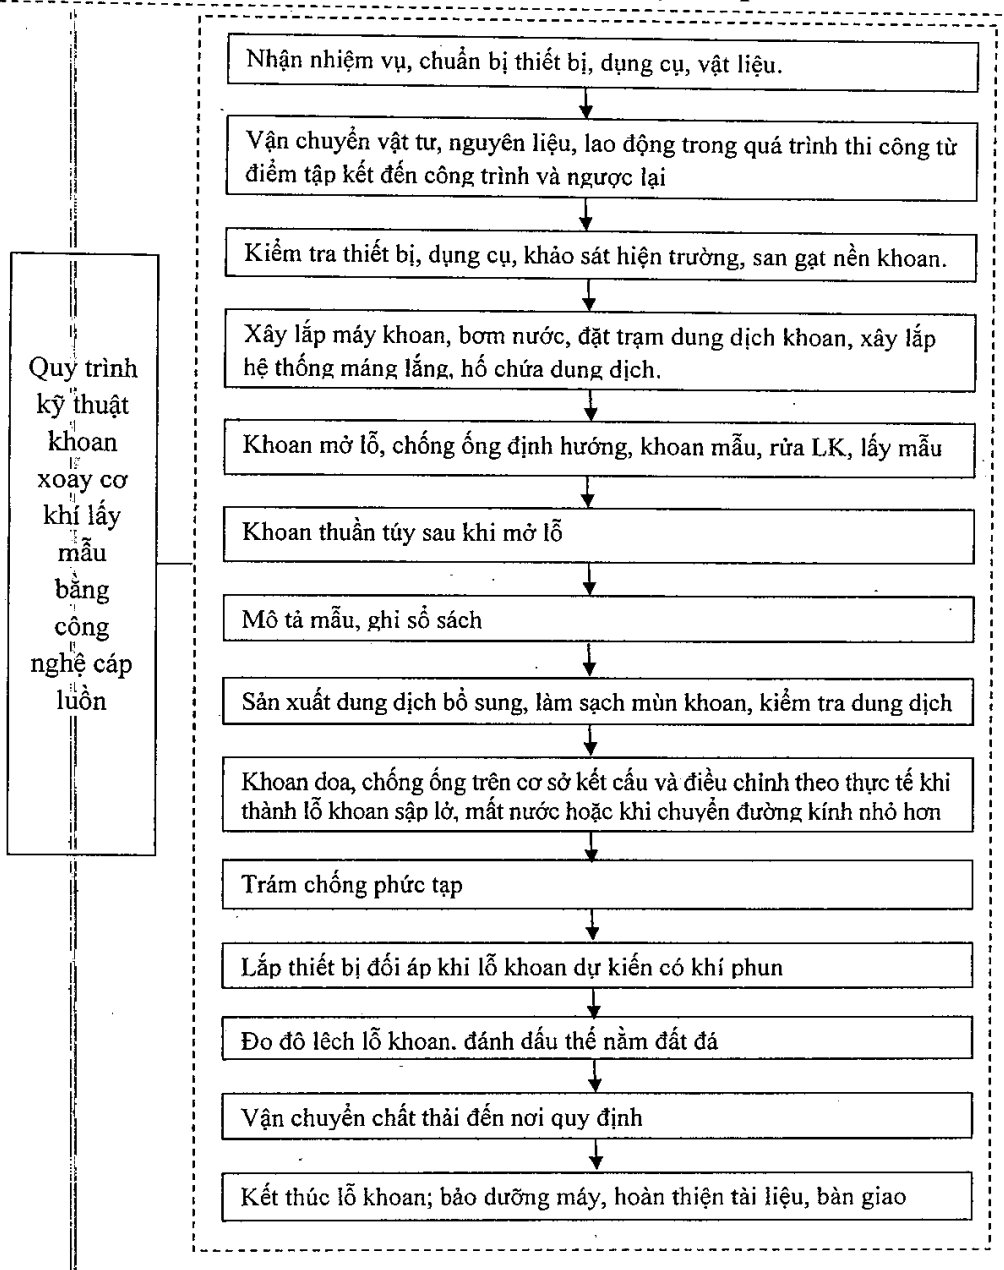 Nhận nhiệm vụ, chuẩn bị thiết bị, dụng cụ, vật liệu.
Vận chuyển vật tư, nguyên liệu, lao động trong quá trình thi công từ
điểm tập kết đến công trình và ngược lại
Kiểm tra thiết bị, dụng cụ, khảo sát hiện trường, san gạt nền khoan.
Xây lắp máy khoan, bơm nước, đặt trạm dung dịch khoan, xây lắp
hệ thống máng lắng, hố chứa dung dịch.
Khoan mở lỗ, chống ống định hướng, khoan mẫu, rửa LK, lấy mẫu
Khoan thuần túy sau khi mở lỗ
Mô tả mẫu, ghi sổ sách
Sản xuất dung dịch bổ sung, làm sạch mùn khoan, kiểm tra dung dịch
Khoan doa, chống ống trên cơ sở kết cấu và điều chỉnh theo thực tế khi
thành lỗ khoan sập lở, mất nước hoặc khi chuyển đường kính nhỏ hơn
Trám chống phức tạp
Lắp thiết bị đối áp khi lỗ khoan dự kiến có khí phun
Đo độ lệch lỗ khoan. đánh dấu thế nằm đất đá
Vận chuyển chất thải đến nơi quy định
Kết thúc lỗ khoan; bảo dưỡng máy, hoàn thiện tài liệu, bàn giao
Quy trình
kỹ thuật
khoan
xoay cơ
khí lấy
mẫu
bằng
công
nghệ cáp
luồn